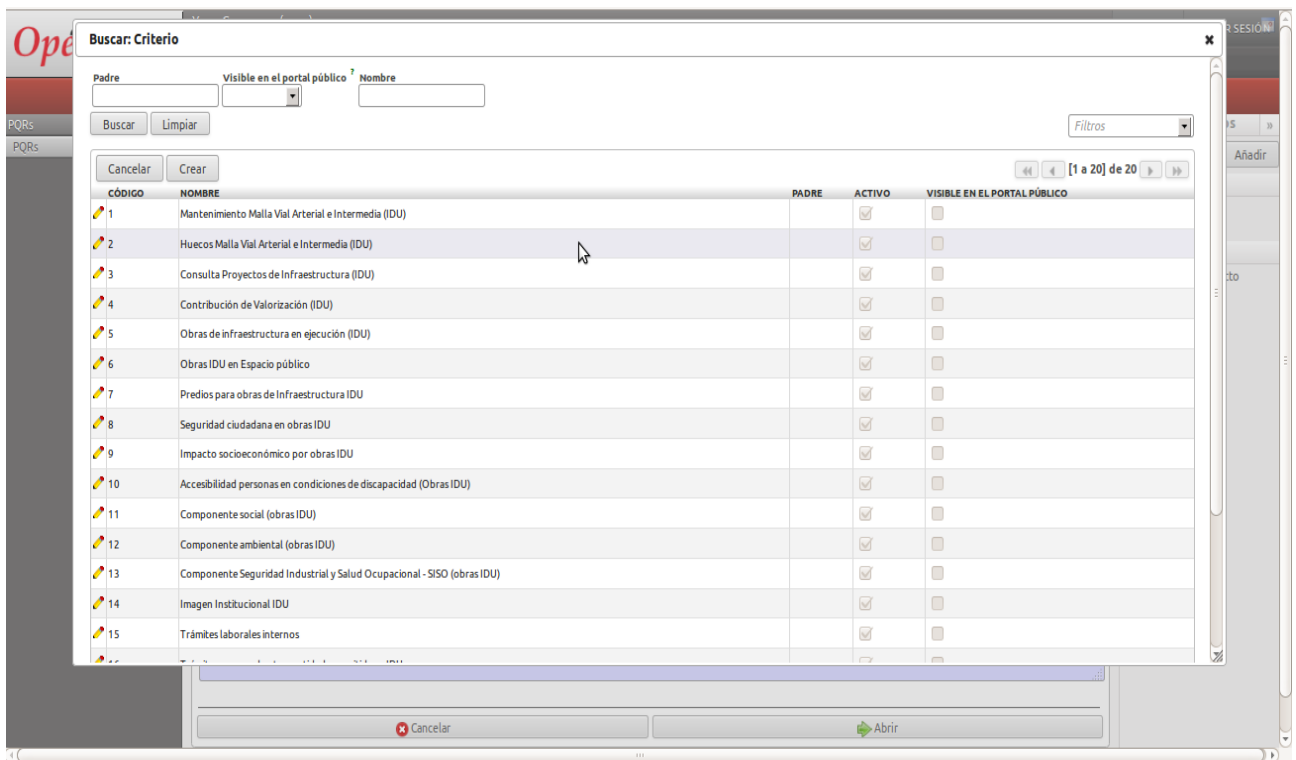 Opé
R SESIÓN
Buscar: Criterio
Padre Visible en el portal público ? Nombre
Buscar Limpiar
Filtros
PQRs
PQRs
Añadir
Cancelar Crear [1 a 20] de 20
CÓDIGO NOMBRE PADRE ACTIVO VISIBLE EN EL PORTAL PÚBLICO
1 Mantenimiento Malla Vial Arterial e Intermedia (IDU)
2 Huecos Malla Vial Arterial e Intermedia (IDU)
3 Consulta Proyectos de Infraestructura (IDU)
4 Contribución de Valorización (IDU)
5 Obras de infraestructura en ejecución (IDU)
6 Obras IDU en Espacio público
7 Predios para obras de Infraestructura IDU
8 Seguridad ciudadana en obras IDU
9 Impacto socioeconómico por obras IDU
10 Accesibilidad personas en condiciones de discapacidad (Obras IDU)
11 Componente social (obras IDU)
12 Componente ambiental (obras IDU)
13 Componente Seguridad Industrial y Salud Ocupacional - SISO (obras IDU)
14 Imagen Institucional IDU
15 Trámites laborales internos
Cancelar Abrir